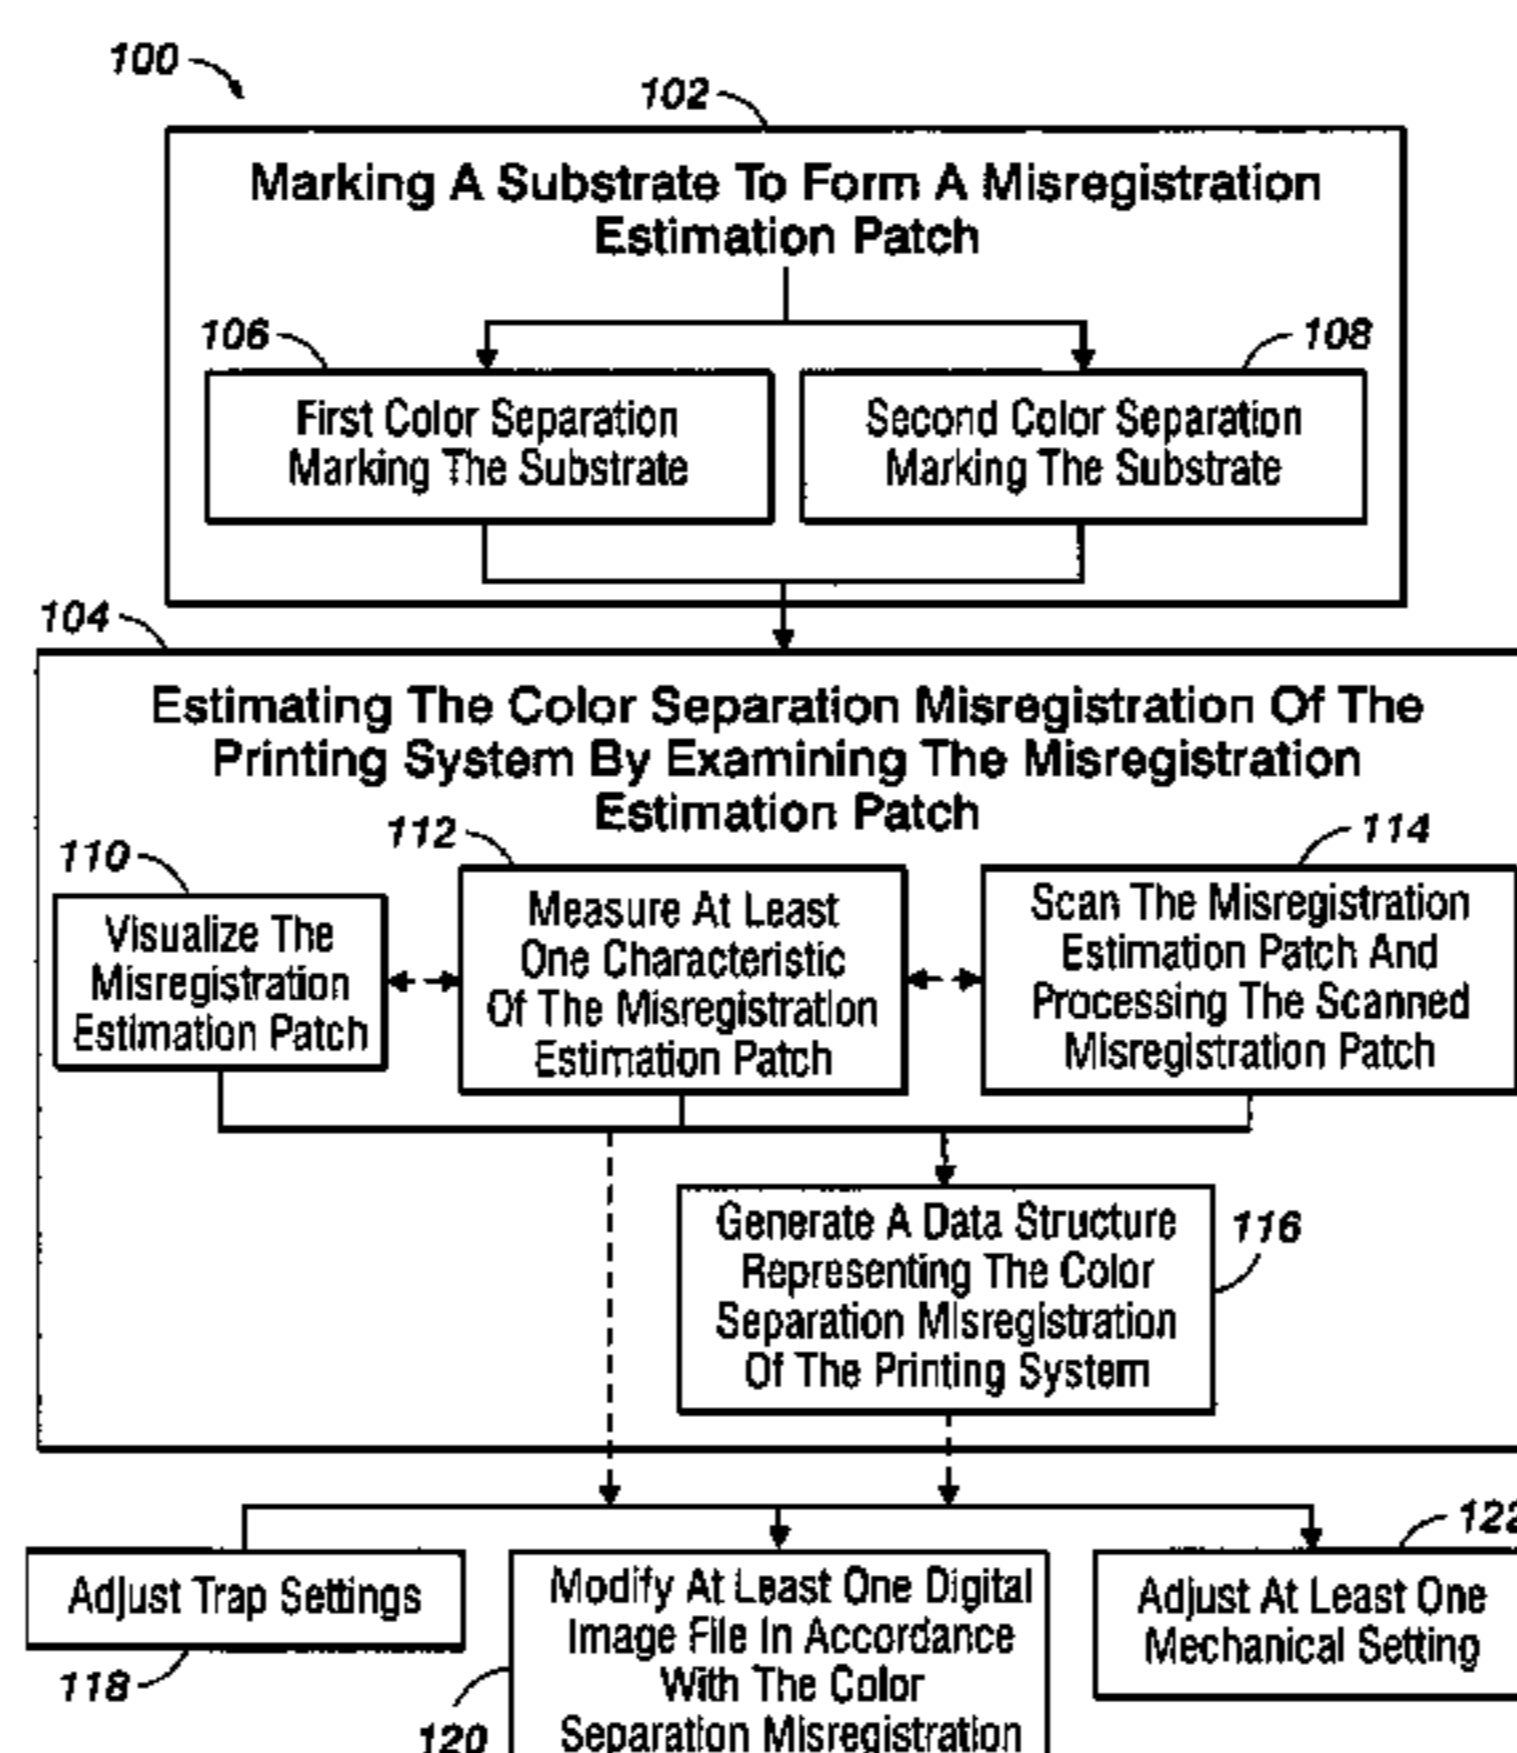 100
102
Marking A Substrate To Form A Misregistration
Estimation Patch
106
108
First Color Separation
Marking The Substrate
Second Color Separation
Marking The Substrate
104
Estimating The Color Separation Misregistration Of The
Printing System By Examining The Misregistration
Estimation Patch
110
112
114
Visualize The
Misregistration
Estimation Patch
Measure At Least
One Characteristic
Of The Misregistration
Estimation Patch
Scan The Misregistration
Estimation Patch And
Processing The Scanned
Misregistration Patch
Generate A Data Structure
Representing The Color
Separation Misregistration
Of The Printing System
116
122
Adjust Trap Settings
118
Modify At Least One Digital
Image File In Accordance
With The Color
Separation Misregistration
120
Adjust At Least One
Mechanical Setting